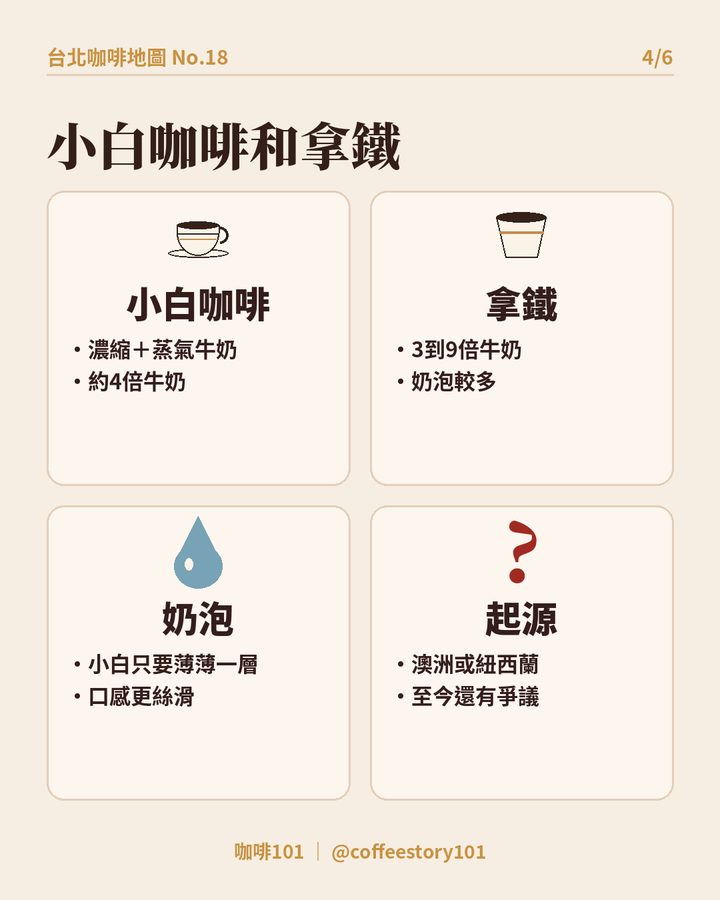 台北咖啡地圖 No.18
4/6
小白咖啡和拿鐵
小白咖啡
・濃縮＋蒸氣牛奶
・約4倍牛奶
拿鐵
・3到9倍牛奶
・奶泡較多
奶泡
・小白只要薄薄一層
・口感更絲滑
?
起源
・澳洲或紐西蘭
・至今還有爭議
咖啡101｜@coffeestory101